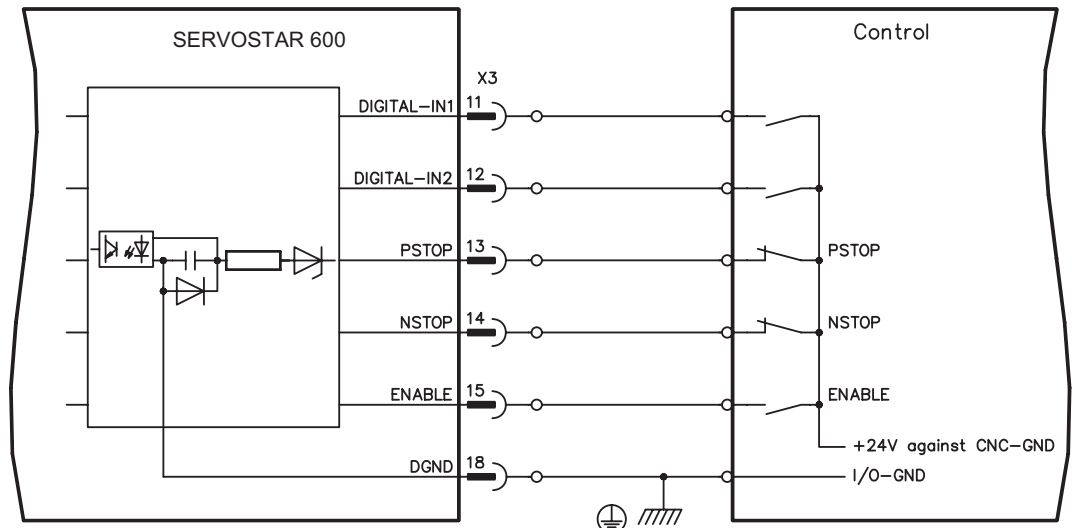 SERVOSTAR 600
Control
X3
DIGITAL-IN1 11
DIGITAL-IN2 12
PSTOP 13 PSTOP
NSTOP 14 NSTOP
ENABLE 15 ENABLE
+24V against CNC-GND
DGND 18 I/O-GND